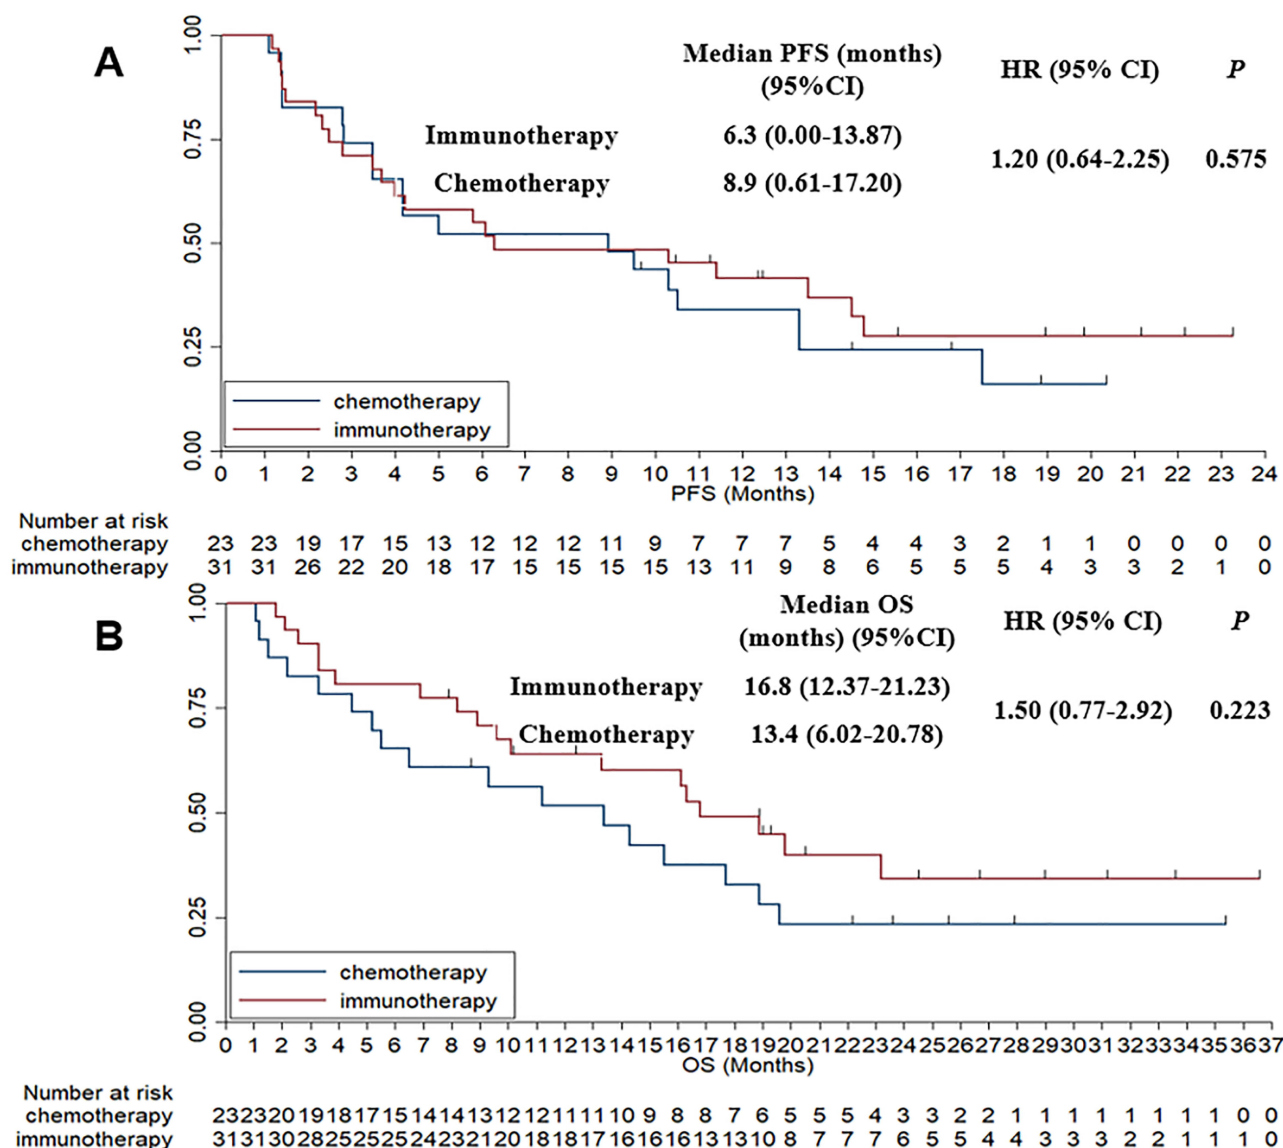 A
Median PFS (months)
(95%CI)
HR (95% CI)
P
Immunotherapy
6.3 (0.00-13.87)
Chemotherapy
8.9 (0.61-17.20)
1.20 (0.64-2.25)
0.575
1.00
0.75
0.50
0.25
0.00
chemotherapy
immunotherapy
0 1 2 3 4 5 6 7 8 9 10 11 12 13 14 15 16 17 18 19 20 21 22 23 24
PFS (Months)
Number at risk
chemotherapy 23 23 19 17 15 13 12 12 12 11 9 7 7 7 5 4 4 3 2 1 1 0 0 0 0
immunotherapy 31 31 26 22 20 18 17 15 15 15 15 13 11 9 8 6 5 5 5 4 3 3 2 1 0
B
Median OS
(months) (95%CI)
HR (95% CI)
P
Immunotherapy
16.8 (12.37-21.23)
Chemotherapy
13.4 (6.02-20.78)
1.50 (0.77-2.92)
0.223
1.00
0.75
0.50
0.25
0.00
chemotherapy
immunotherapy
0 1 2 3 4 5 6 7 8 9 10 11 12 13 14 15 16 17 18 19 20 21 22 23 24 25 26 27 28 29 30 31 32 33 34 35 36 37
OS (Months)
Number at risk
chemotherapy 23 23 20 19 18 17 15 14 14 13 12 12 11 11 10 9 8 8 7 6 5 5 5 4 3 3 2 2 1 1 1 1 1 1 1 1 0 0
immunotherapy 31 31 30 28 25 25 25 24 23 21 20 18 18 17 16 16 16 13 13 10 8 7 7 7 6 5 5 4 4 3 3 3 2 2 1 1 1 0